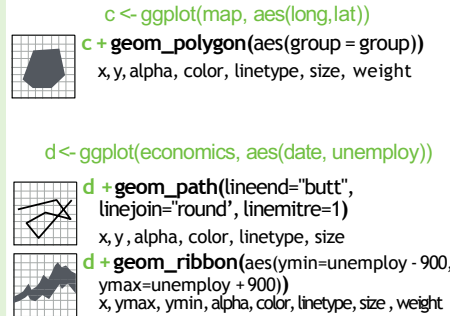 c <- ggplot(map, aes(long,lat))
c + geom_polygon(aes(group = group))
x, y, alpha, color, linetype, size, weight
d <- ggplot(economics, aes(date, unemploy))
d + geom_path(lineend="butt",
linejoin="round’, linemitre=1)
x, y, alpha, color, linetype, size
d + geom_ribbon(aes(ymin=unemploy - 900,
ymax=unemploy + 900))
x, ymax, ymin, alpha, color, linetype, size, weight